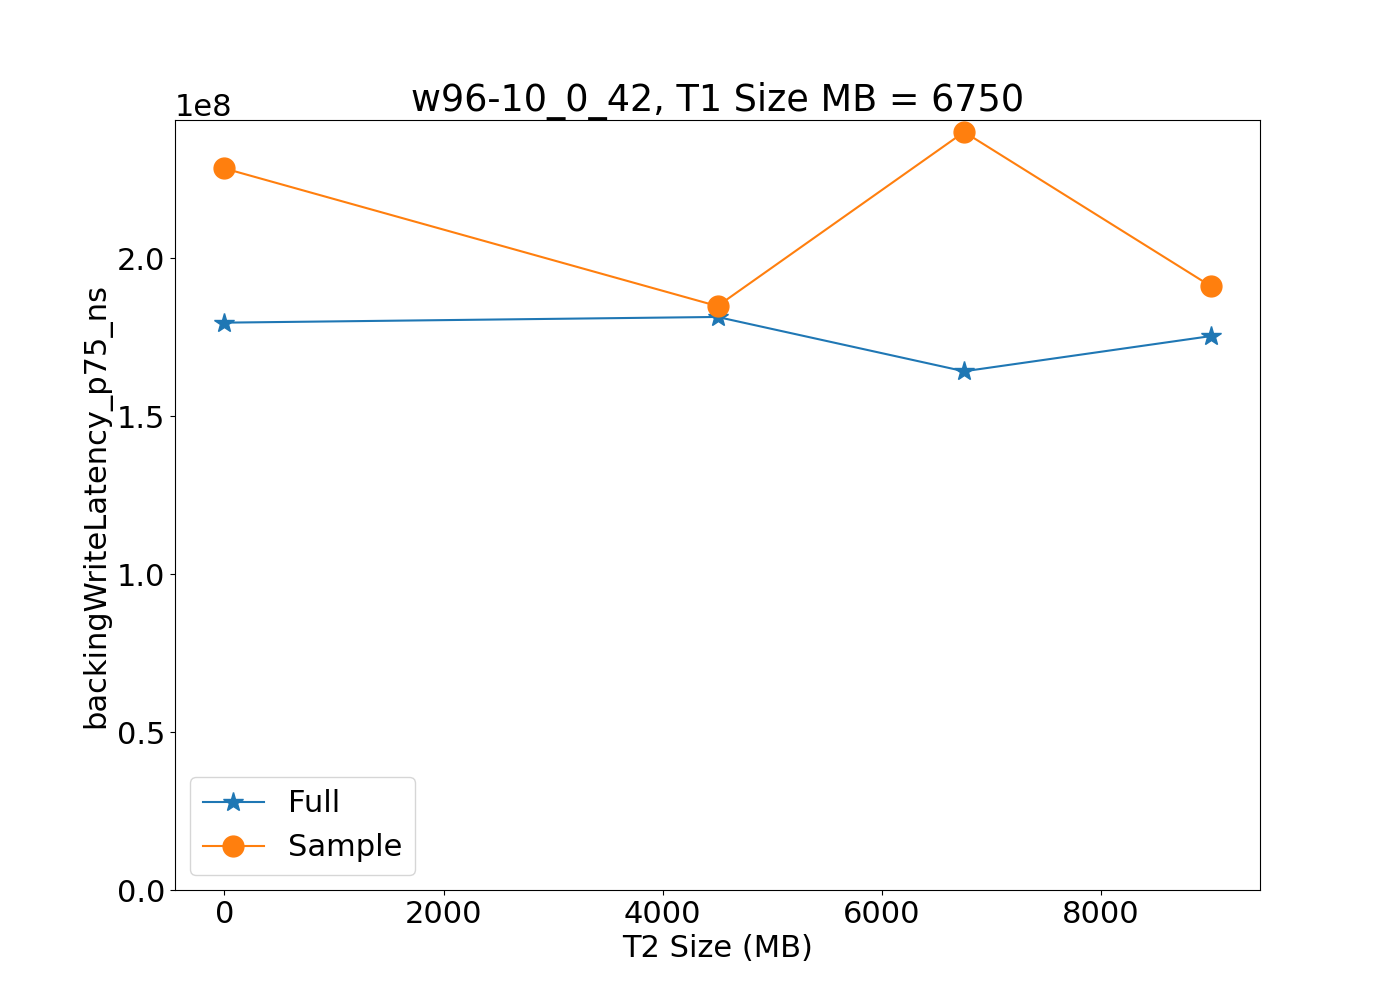 w96-10_0_42, T1 Size MB = 6750
1e8
2.0
1.5
1.0
0.5
0.0
backingWriteLatency_p75_ns
Full
Sample
0 2000 4000 6000 8000
T2 Size (MB)